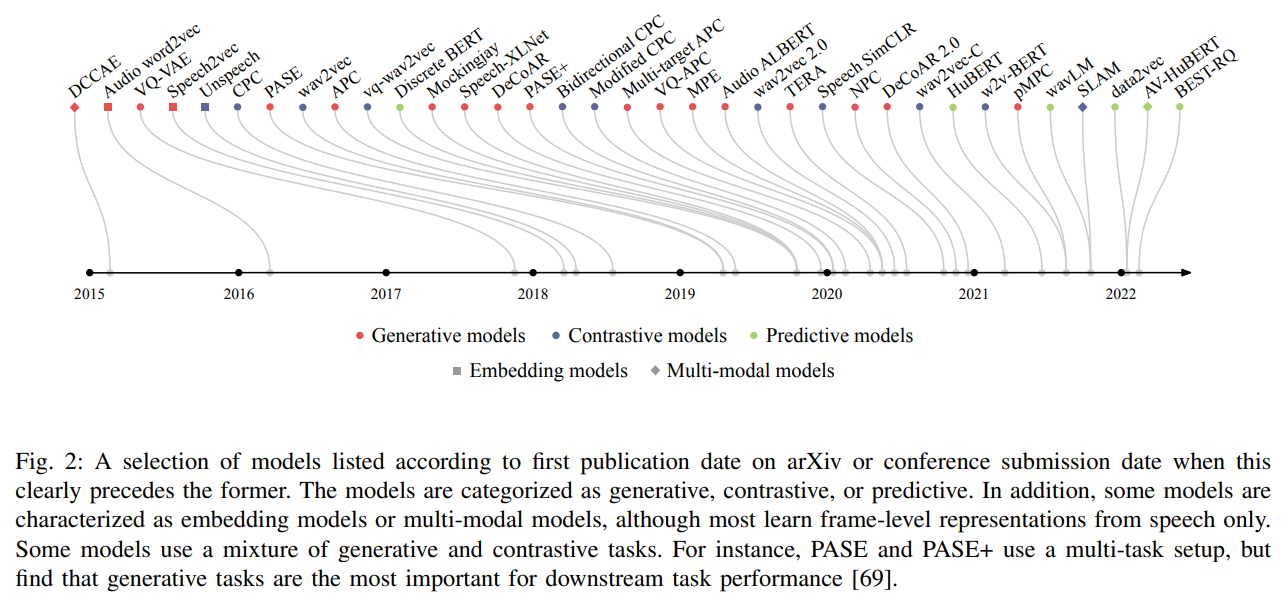 DCCAE
Audio word2vec
VQ-VAE
Speech2vec
Unspeech
CPC
PASE
wav2vec
APC
vq-wav2vec
Discrete BERT
Mockingjay
Speech-XLNet
DeCoAR
PASE+
Bidirectional CPC
Modified CPC
Multi-target APC
VQ-APC
MPE
Audio ALBERT
wav2vec 2.0
TERA
Speech SimCLR
NPC
DeCoAR 2.0
wav2vec-C
HuBERT
w2v-BERT
pMPC
wavLM
SLAM
data2vec
AV-HuBERT
BEST-RQ
2015 2016 2017 2018 2019 2020 2021 2022
Generative models Contrastive models Predictive models
Embedding models Multi-modal models
Fig. 2: A selection of models listed according to first publication date on arXiv or conference submission date when this
clearly precedes the former. The models are categorized as generative, contrastive, or predictive. In addition, some models are
characterized as embedding models or multi-modal models, although most learn frame-level representations from speech only.
Some models use a mixture of generative and contrastive tasks. For instance, PASE and PASE+ use a multi-task setup, but
find that generative tasks are the most important for downstream task performance [69].